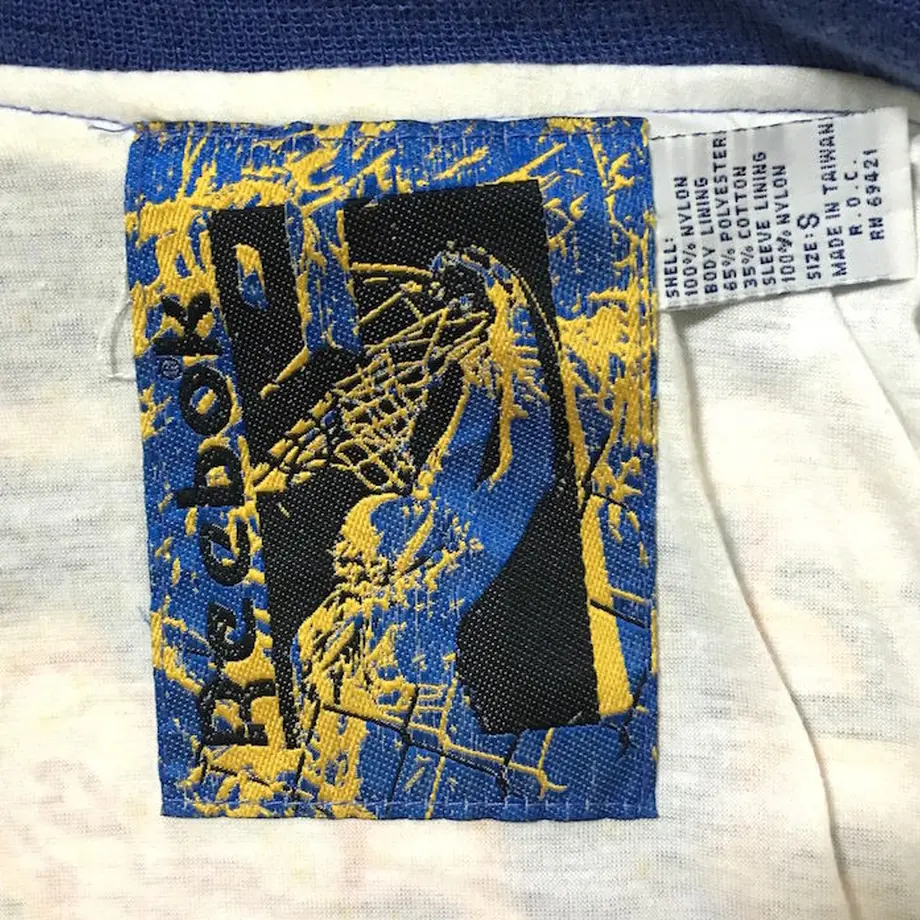 Reebok®
SHELL:
100% NYLON
BODY LINING
65% POLYESTER
35% COTTON
SLEEVE LINING
100% NYLON
SIZE: S
MADE IN TAIWAN
R.O.C.
RN 69421